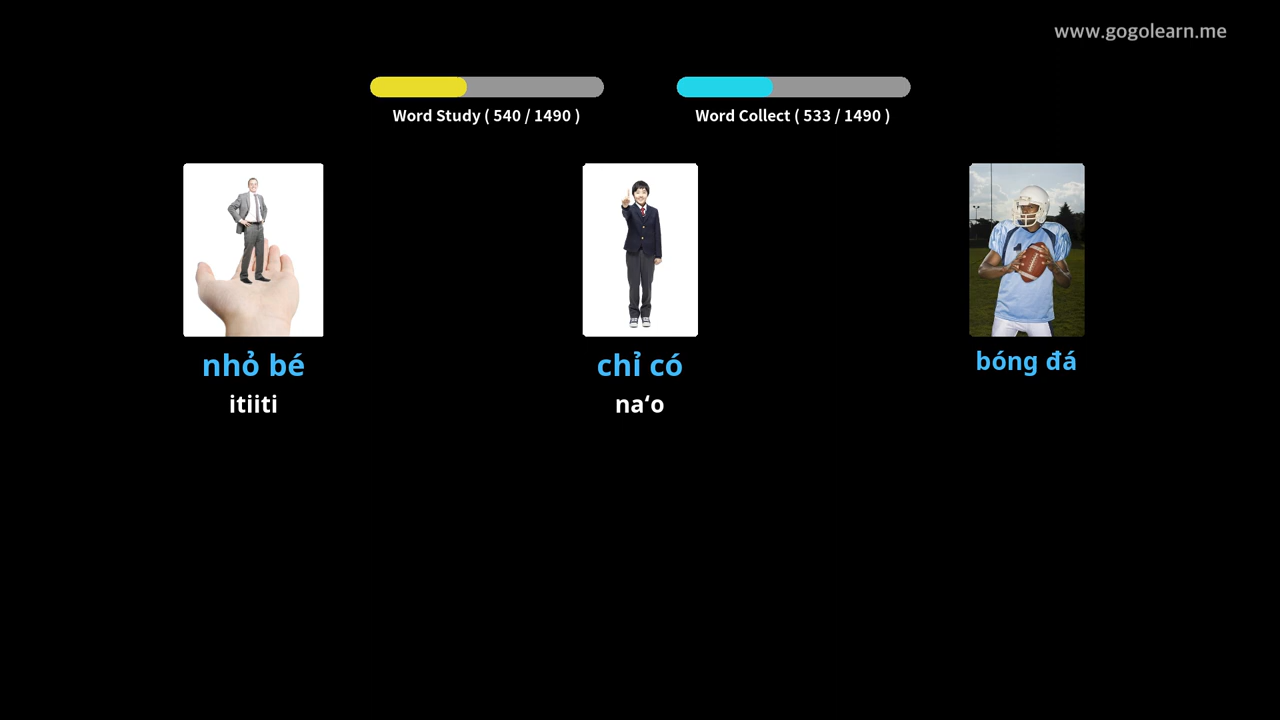 www.gogolearn.me
Word Study ( 540 / 1490 )
Word Collect ( 533 / 1490 )
nhỏ bé
itiiti
chỉ có
naʻo
bóng đá